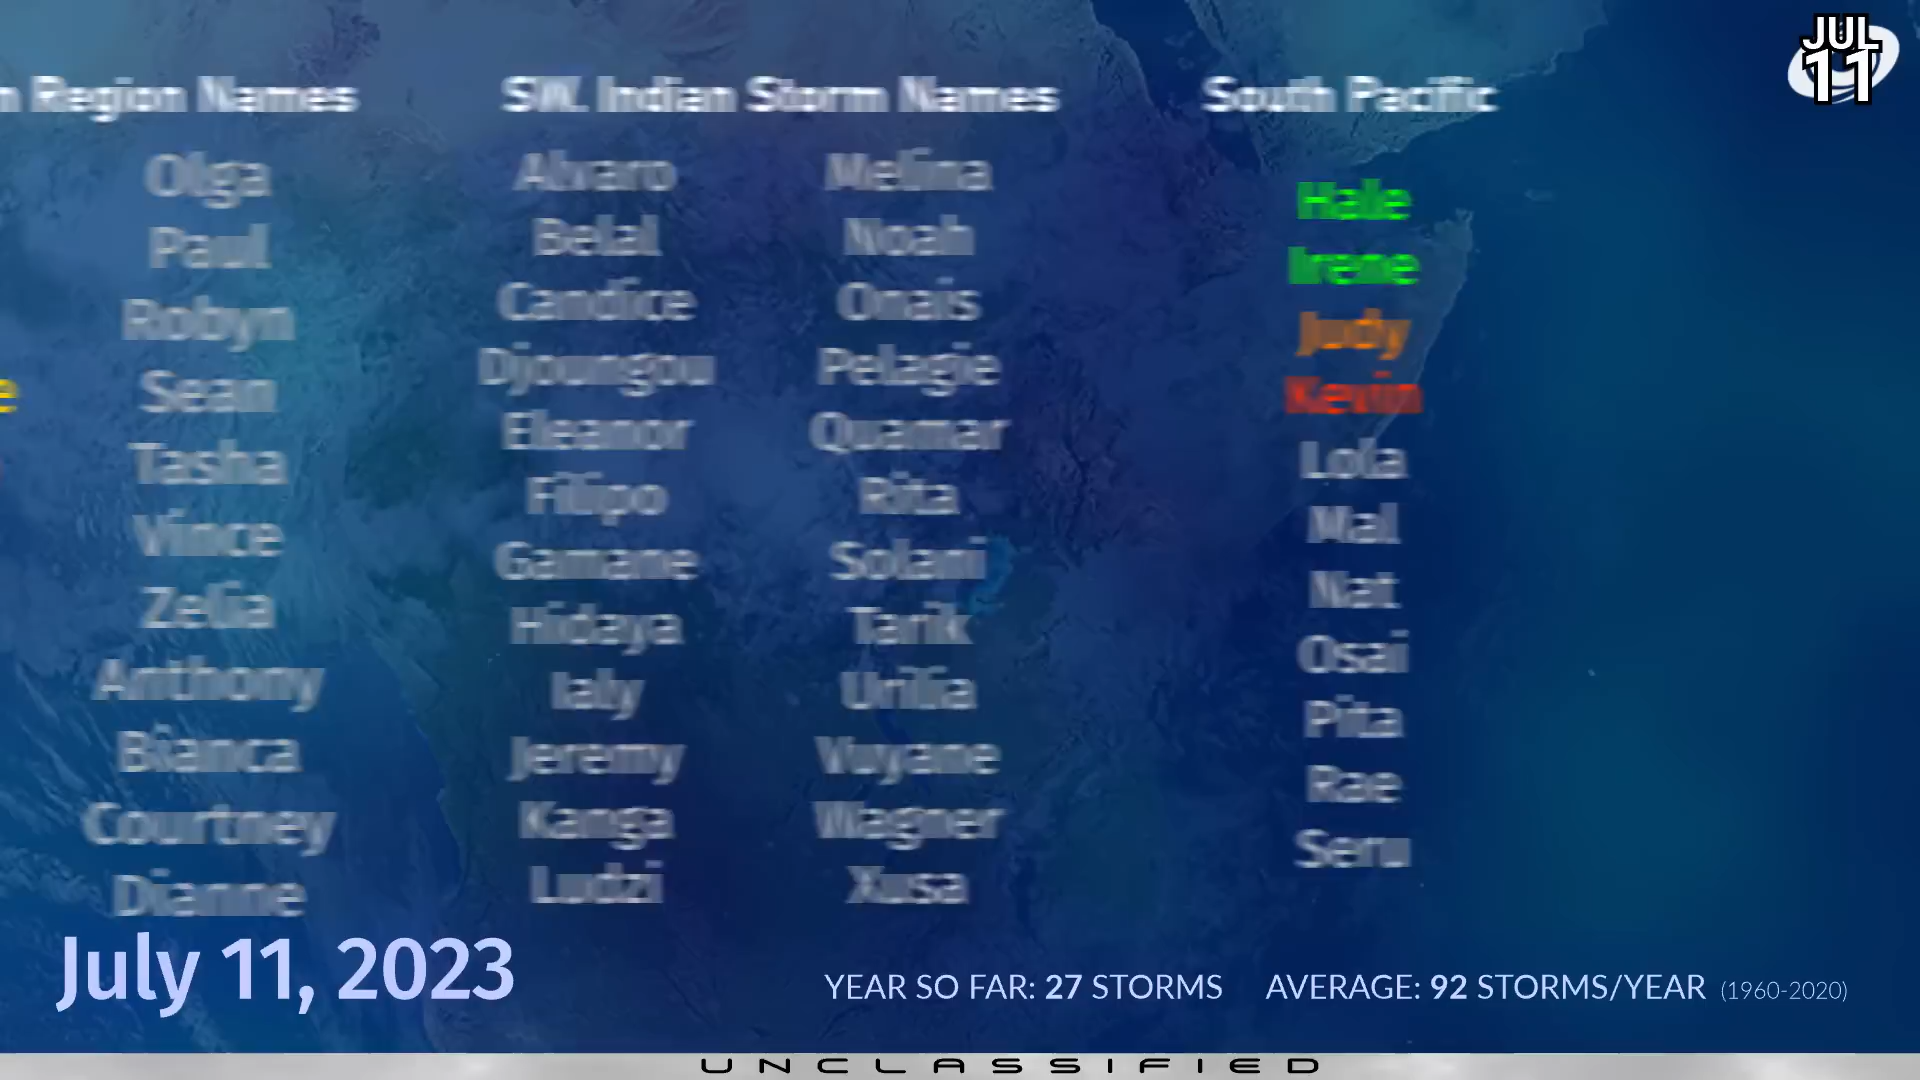 JUL
11
n Region Names
Olga
Paul
Robyn
e
Sean
Tasha
Vince
Zelia
Anthony
Bianca
Courtney
Dianne
SW. Indian Storm Names
Alvaro Melina
Belal Noah
Candice Onais
Djoungou Pelagie
Eleanor Quamar
Filipo Rita
Gamane Solani
Hidaya Tarik
Ialy Urilia
Jeremy Vuyane
Kanga Wagner
Ludzi Xusa
South Pacific
Hale
Irene
Judy
Kevin
Lola
Mal
Nat
Osai
Pita
Rae
Seru
July 11, 2023
YEAR SO FAR: 27 STORMS AVERAGE: 92 STORMS/YEAR (1960-2020)
UNCLASSIFIED